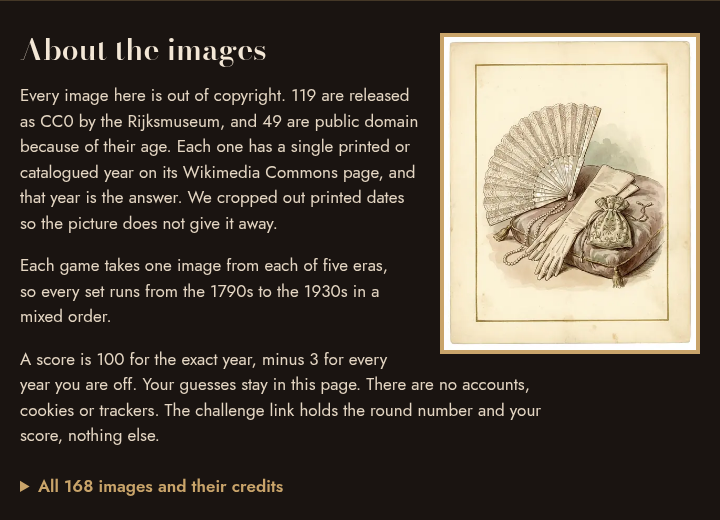 About the images
Every image here is out of copyright. 119 are released
as CC0 by the Rijksmuseum, and 49 are public domain
because of their age. Each one has a single printed or
catalogued year on its Wikimedia Commons page, and
that year is the answer. We cropped out printed dates
so the picture does not give it away.
Each game takes one image from each of five eras,
so every set runs from the 1790s to the 1930s in a
mixed order.
A score is 100 for the exact year, minus 3 for every
year you are off. Your guesses stay in this page. There are no accounts,
cookies or trackers. The challenge link holds the round number and your
score, nothing else.
All 168 images and their credits